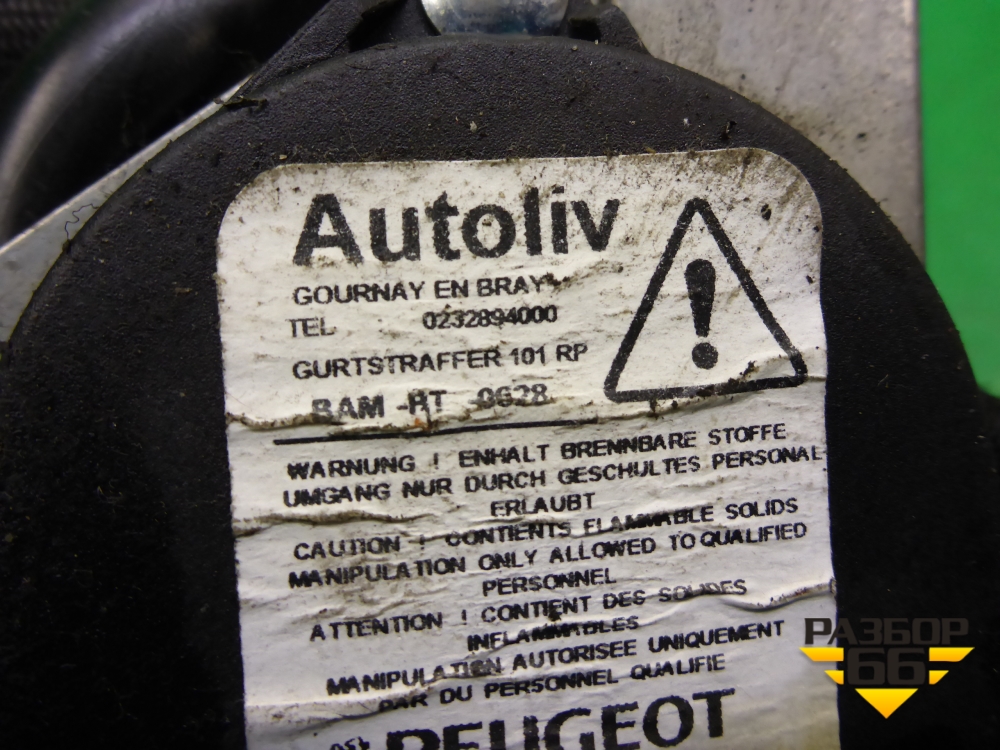 Autoliv
GOURNAY EN BRAY
TEL 0232894000
GURTSTRAFFER 101 RP
BAM -RT -0628
WARNUNG ! ENHALT BRENNBARE STOFFE
UMGANG NUR DURCH GESCHULTES PERSONAL
ERLAUBT
CAUTION ! CONTIENTS FLAMMABLE SOLIDS
MANIPULATION ONLY ALLOWED TO QUALIFIED
PERSONNEL
ATTENTION ! CONTIENT DES SOLIDES
INFLAMMABLES
MANIPULATION AUTORISEE UNIQUEMENT
PAR DU PERSONNEL QUALIFIE
PEUGEOT
РАЗБОР
66